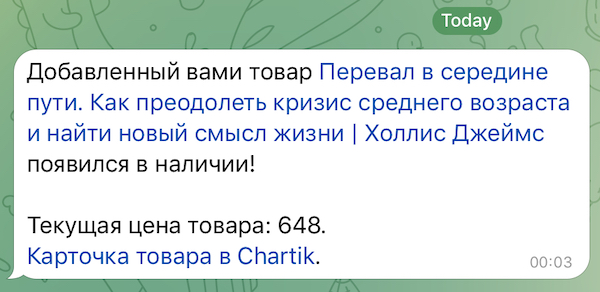 Today
Добавленный вами товар Перевал в середине
пути. Как преодолеть кризис среднего возраста
и найти новый смысл жизни | Холлис Джеймс
появился в наличии!
Текущая цена товара: 648.
Карточка товара в Chartik.
00:03